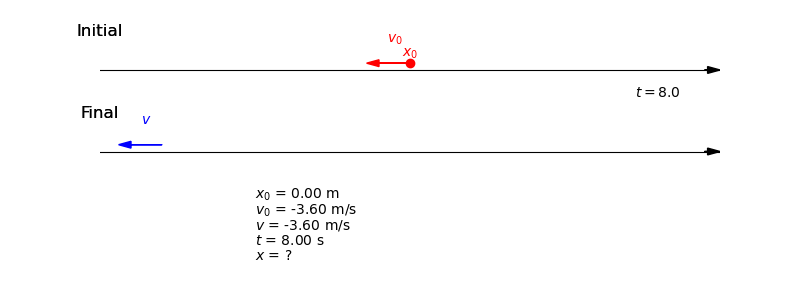 Initial
v₀
x₀
t = 8.0
Final
v
x₀ = 0.00 m
v₀ = -3.60 m/s
v = -3.60 m/s
t = 8.00 s
x = ?